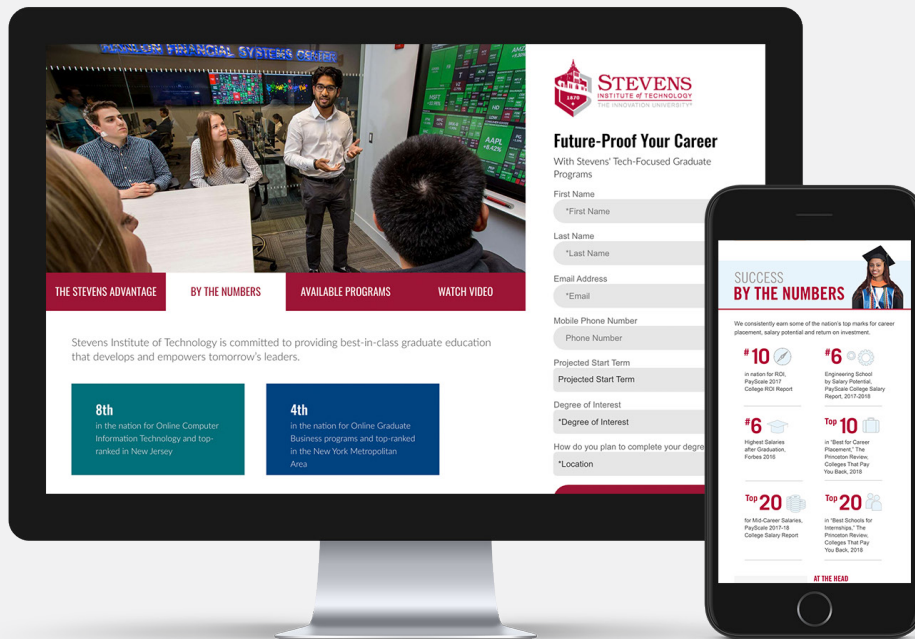 HANLON FINANCIAL SYSTEMS CENTER
MSFT
HD
AAPL
+8.42%
STEVENS
INSTITUTE of TECHNOLOGY
THE INNOVATION UNIVERSITY®
1870
Future-Proof Your Career
With Stevens' Tech-Focused Graduate
Programs
First Name
*First Name
Last Name
*Last Name
Email Address
*Email
Mobile Phone Number
Phone Number
Projected Start Term
Projected Start Term
Degree of Interest
*Degree of Interest
How do you plan to complete your degre
*Location
THE STEVENS ADVANTAGE
BY THE NUMBERS
AVAILABLE PROGRAMS
WATCH VIDEO
Stevens Institute of Technology is committed to providing best-in-class graduate education
that develops and empowers tomorrow's leaders.
8th
in the nation for Online Computer
Information Technology and top-
ranked in New Jersey
4th
in the nation for Online Graduate
Business programs and top-ranked
in the New York Metropolitan
Area
SUCCESS
BY THE NUMBERS
We consistently earn some of the nation's top marks for career
placement, salary potential and return on investment.
#10
in nation for ROI,
PayScale 2017
College ROI Report
#6
Engineering School
by Salary Potential,
PayScale College Salary
Report, 2017-2018
#6
Highest Salaries
after Graduation,
Forbes 2016
Top 10
in "Best for Career
Placement," The
Princeton Review,
Colleges That Pay
You Back, 2018
Top 20
for Mid-Career Salaries,
PayScale 2017-18
College Salary Report
Top 20
in "Best Schools for
Internships," The
Princeton Review,
Colleges That Pay
You Back, 2018
AT THE HEAD